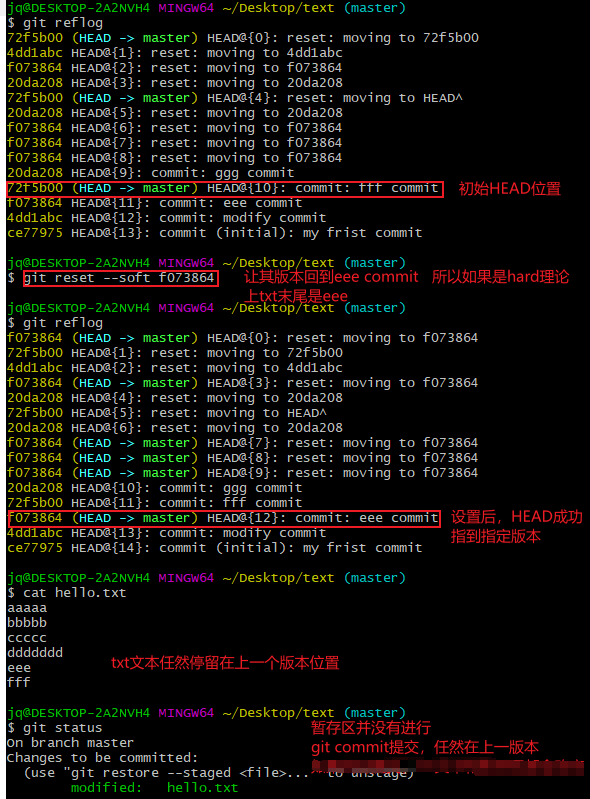 jq@DESKTOP-2A2NVH4 MINGW64 ~/Desktop/text (master)
$ git reflog
72f5b00 (HEAD -> master) HEAD@{0}: reset: moving to 72f5b00
4dd1abc HEAD@{1}: reset: moving to 4dd1abc
f073864 HEAD@{2}: reset: moving to f073864
20da208 HEAD@{3}: reset: moving to 20da208
72f5b00 (HEAD -> master) HEAD@{4}: reset: moving to HEAD^
20da208 HEAD@{5}: reset: moving to 20da208
f073864 HEAD@{6}: reset: moving to f073864
f073864 HEAD@{7}: reset: moving to f073864
f073864 HEAD@{8}: reset: moving to f073864
20da208 HEAD@{9}: commit: ggg commit
72f5b00 (HEAD -> master) HEAD@{10}: commit: fff commit 初始HEAD位置
f073864 HEAD@{11}: commit: eee commit
4dd1abc HEAD@{12}: commit: modify commit
ce77975 HEAD@{13}: commit (initial): my frist commit
jq@DESKTOP-2A2NVH4 MINGW64 ~/Desktop/text (master)
$ git reset --soft f073864 让其版本回到eee commit 所以如果是hard理论
上txt末尾是eee
jq@DESKTOP-2A2NVH4 MINGW64 ~/Desktop/text (master)
$ git reflog
f073864 (HEAD -> master) HEAD@{0}: reset: moving to f073864
72f5b00 HEAD@{1}: reset: moving to 72f5b00
4dd1abc HEAD@{2}: reset: moving to 4dd1abc
f073864 (HEAD -> master) HEAD@{3}: reset: moving to f073864
20da208 HEAD@{4}: reset: moving to 20da208
72f5b00 HEAD@{5}: reset: moving to HEAD^
20da208 HEAD@{6}: reset: moving to 20da208
f073864 (HEAD -> master) HEAD@{7}: reset: moving to f073864
f073864 (HEAD -> master) HEAD@{8}: reset: moving to f073864
f073864 (HEAD -> master) HEAD@{9}: reset: moving to f073864
20da208 HEAD@{10}: commit: ggg commit
72f5b00 HEAD@{11}: commit: fff commit
f073864 (HEAD -> master) HEAD@{12}: commit: eee commit 设置后，HEAD成功
指到指定版本
4dd1abc HEAD@{13}: commit: modify commit
ce77975 HEAD@{14}: commit (initial): my frist commit
jq@DESKTOP-2A2NVH4 MINGW64 ~/Desktop/text (master)
$ cat hello.txt
aaaaa
bbbbb
ccccc
ddddddd
txt文本任然停留在上一个版本位置
eee
fff
jq@DESKTOP-2A2NVH4 MINGW64 ~/Desktop/text (master)
$ git status 暂存区并没有进行
On branch master git commit提交，任然在上一版本
Changes to be committed:
(use "git restore --staged <file>..." to unstage)
modified: hello.txt